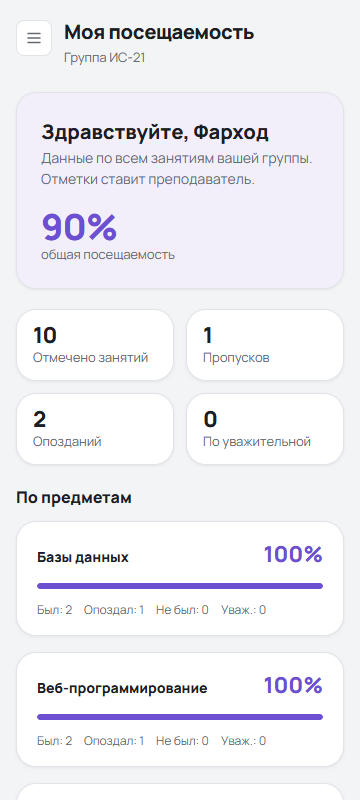 Моя посещаемость
Группа ИС-21
Здравствуйте, Фарход
Данные по всем занятиям вашей группы.
Отметки ставит преподаватель.
90%
общая посещаемость
10
Отмечено занятий
1
Пропусков
2
Опозданий
0
По уважительной
По предметам
Базы данных 100%
Был: 2 Опоздал: 1 Не был: 0 Уваж.: 0
Веб-программирование 100%
Был: 2 Опоздал: 1 Не был: 0 Уваж.: 0